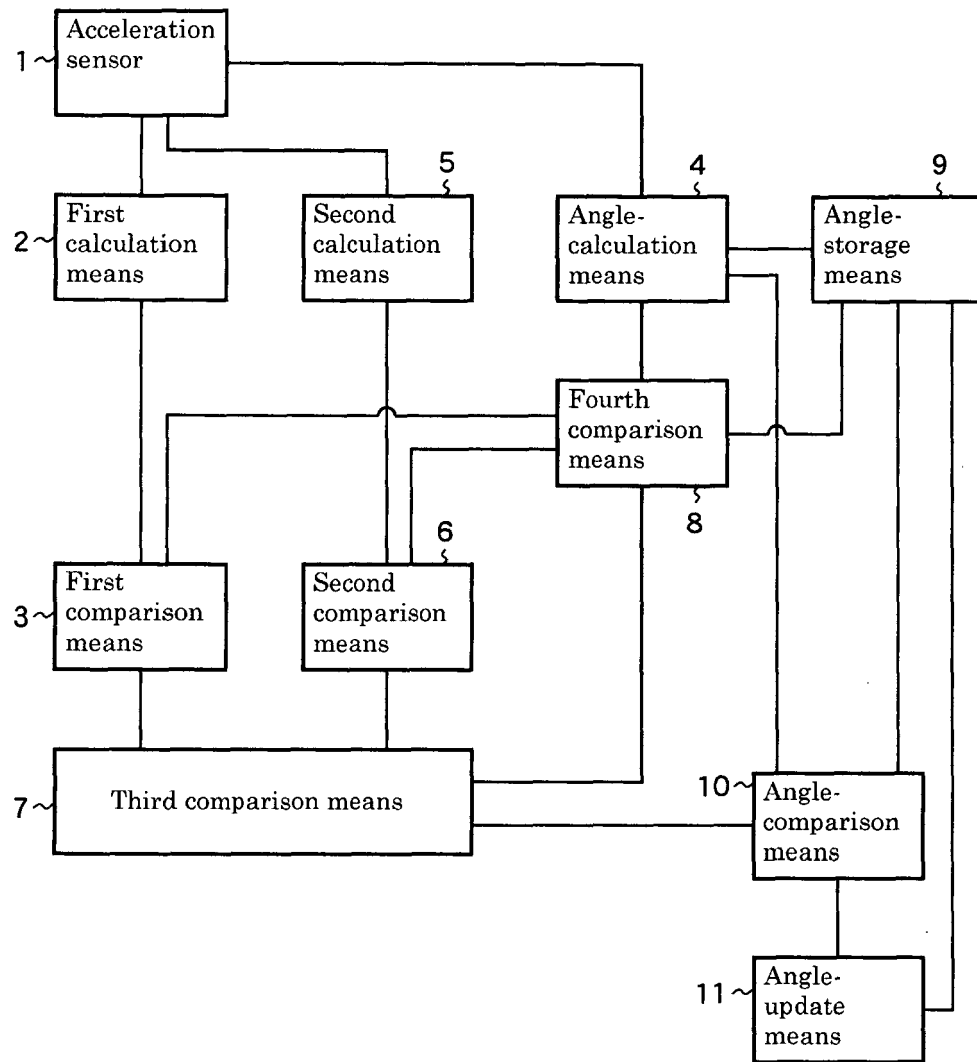 Acceleration
sensor
1
5
4
9
First
calculation
means
2
Second
calculation
means
Angle-
calculation
means
Angle-
storage
means
Fourth
comparison
means
8
6
First
comparison
means
3
Second
comparison
means
7
Third comparison means
10
Angle-
comparison
means
11
Angle-
update
means